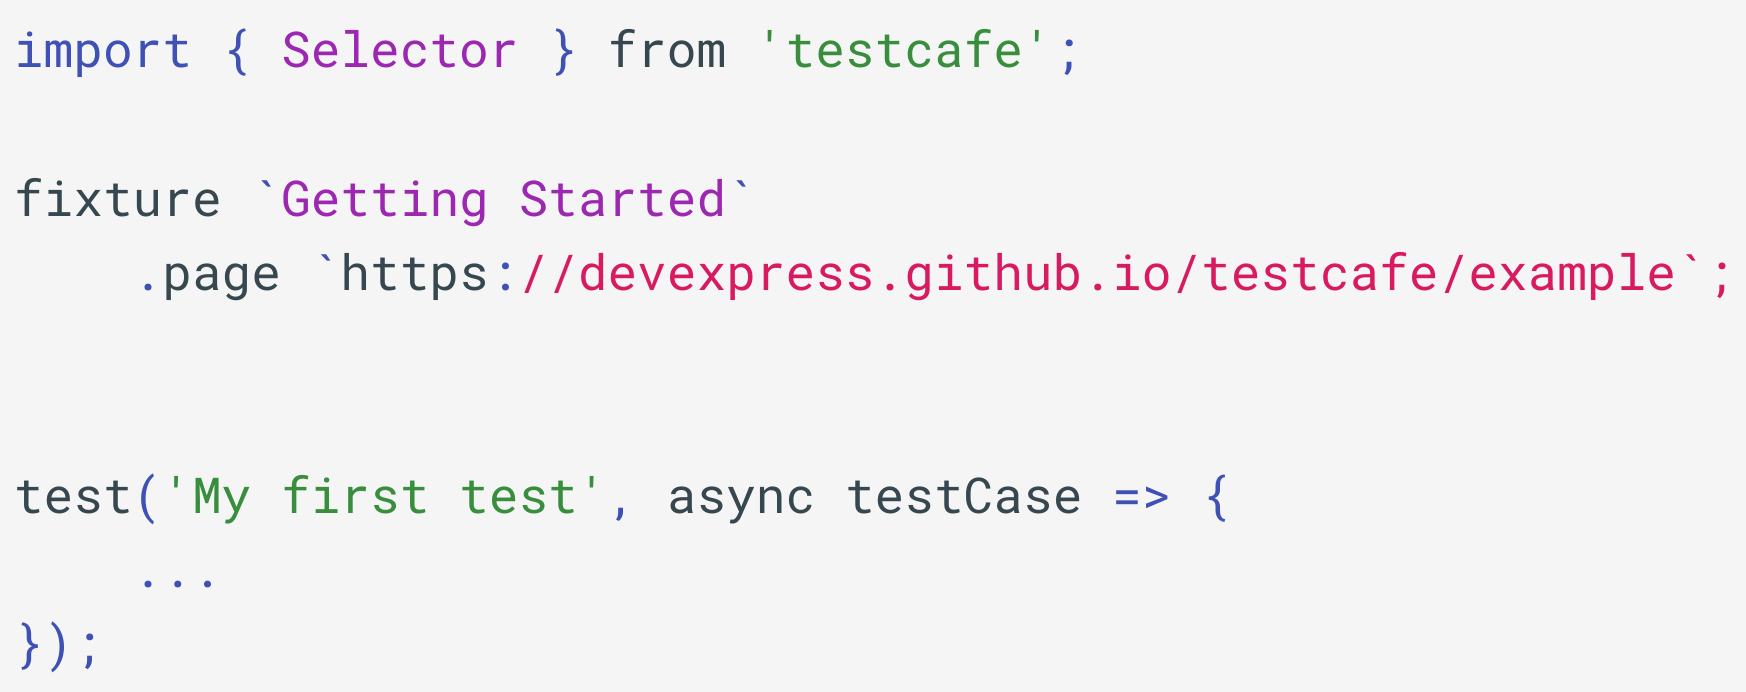 import { Selector } from 'testcafe';
fixture `Getting Started`
.page `https://devexpress.github.io/testcafe/example`;
test('My first test', async testCase => {
...
});